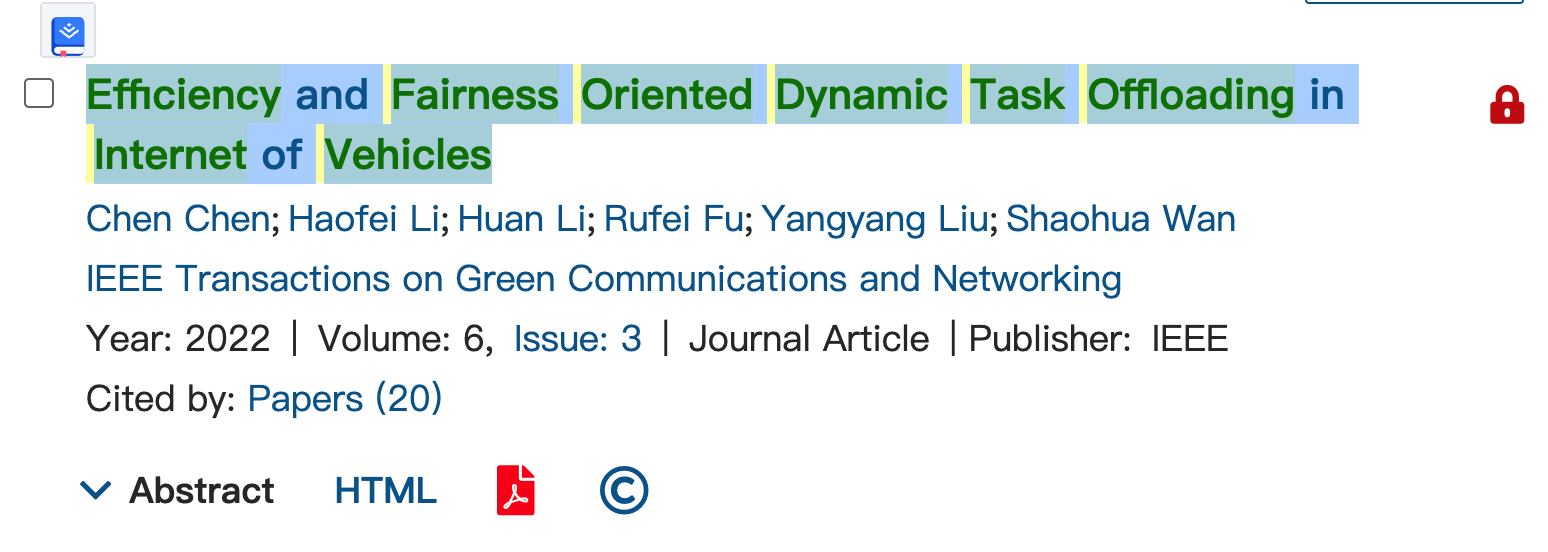 Efficiency and Fairness Oriented Dynamic Task Offloading in
Internet of Vehicles
Chen Chen; Haofei Li; Huan Li; Rufei Fu; Yangyang Liu; Shaohua Wan
IEEE Transactions on Green Communications and Networking
Year: 2022 | Volume: 6, Issue: 3 | Journal Article | Publisher: IEEE
Cited by: Papers (20)
Abstract HTML ©